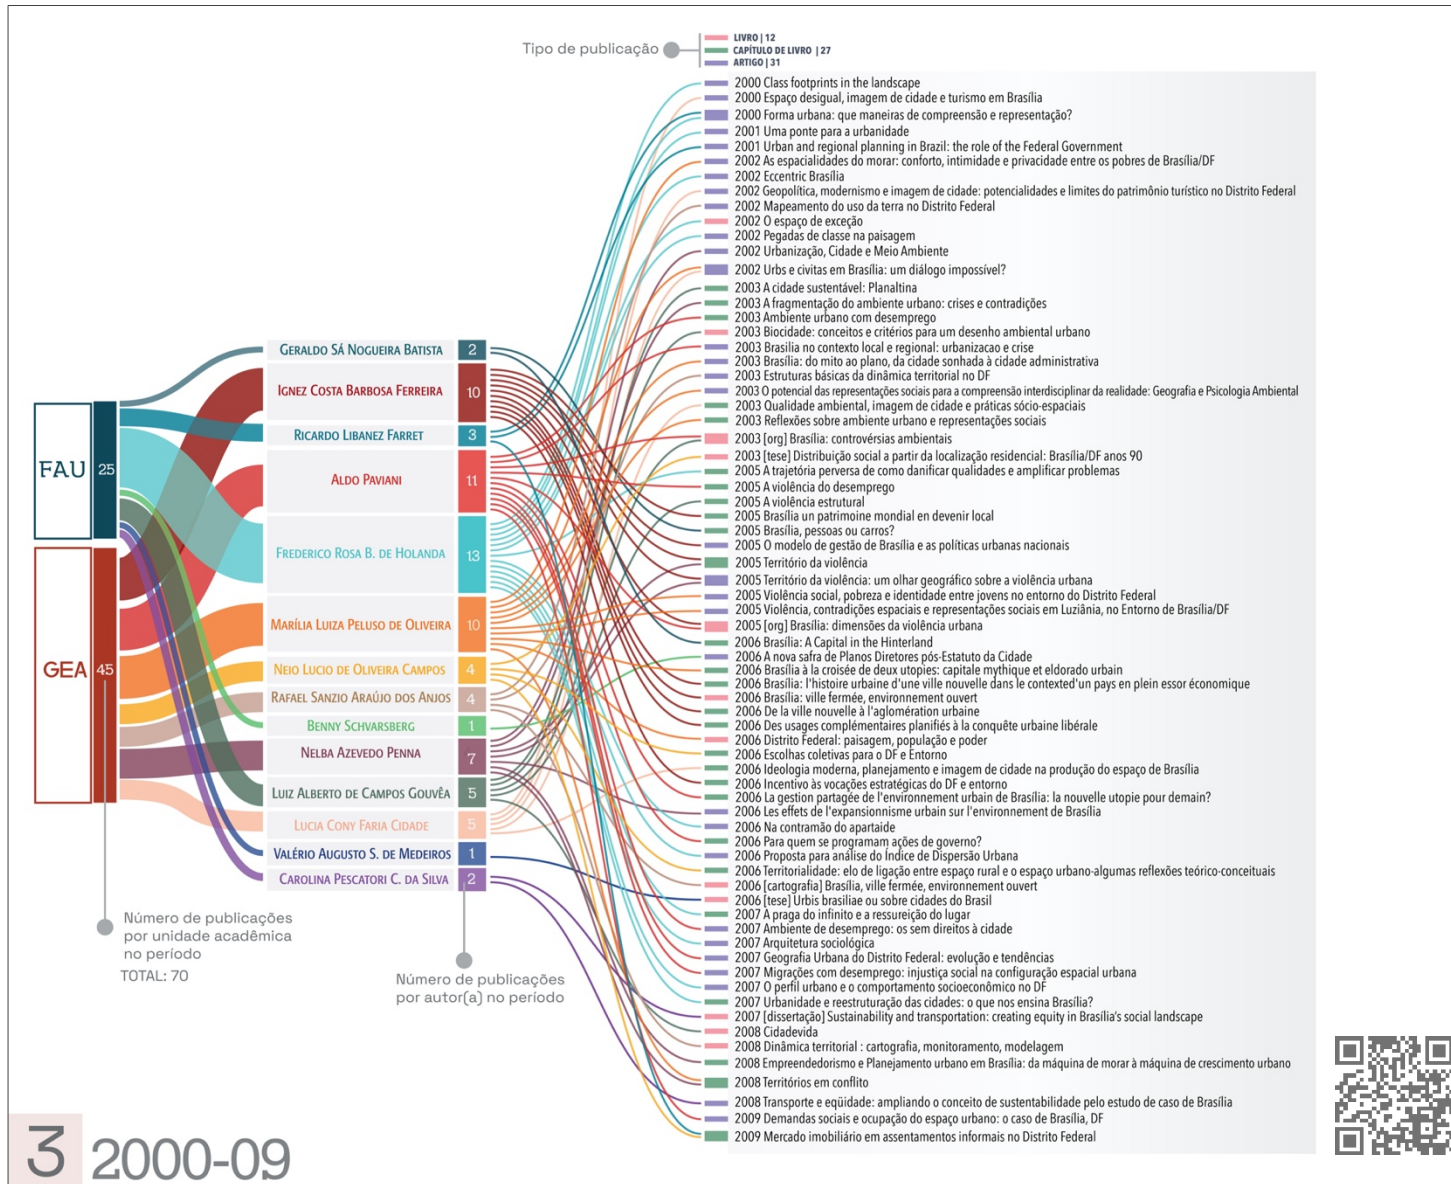 Tipo de publicação
LIVRO | 12
CAPÍTULO DE LIVRO | 27
ARTIGO | 31
2000 Class footprints in the landscape
2000 Espaço desigual, imagem de cidade e turismo em Brasília
2000 Forma urbana: que maneiras de compreensão e representação?
2001 Uma ponte para a urbanidade
2001 Urban and regional planning in Brazil: the role of the Federal Government
2002 As espacialidades do morar: conforto, intimidade e privacidade entre os pobres de Brasília/DF
2002 Eccentric Brasília
2002 Geopolítica, modernismo e imagem de cidade: potencialidades e limites do patrimônio turístico no Distrito Federal
2002 Mapeamento do uso da terra no Distrito Federal
2002 O espaço de exceção
2002 Pegadas de classe na paisagem
2002 Urbanização, Cidade e Meio Ambiente
2002 Urbs e civitas em Brasília: um diálogo impossível?
2003 A cidade sustentável: Planaltina
2003 A fragmentação do ambiente urbano: crises e contradições
2003 Ambiente urbano com desemprego
2003 Biocidade: conceitos e critérios para um desenho ambiental urbano
2003 Brasilia no contexto local e regional: urbanizacao e crise
2003 Brasília: do mito ao plano, da cidade sonhada à cidade administrativa
2003 Estruturas básicas da dinâmica territorial no DF
2003 O potencial das representações sociais para a compreensão interdisciplinar da realidade: Geografia e Psicologia Ambiental
2003 Qualidade ambiental, imagem de cidade e práticas sócio-espaciais
2003 Reflexões sobre ambiente urbano e representações sociais
2003 [org] Brasília: controvérsias ambientais
2003 [tese] Distribuição social a partir da localização residencial: Brasília/DF anos 90
2005 A trajetória perversa de como danificar qualidades e amplificar problemas
2005 A violência do desemprego
2005 A violência estrutural
2005 Brasília un patrimoine mondial en devenir local
2005 Brasília, pessoas ou carros?
2005 O modelo de gestão de Brasília e as políticas urbanas nacionais
2005 Território da violência
2005 Território da violência: um olhar geográfico sobre a violência urbana
2005 Violência social, pobreza e identidade entre jovens no entorno do Distrito Federal
2005 Violência, contradições espaciais e representações sociais em Luziânia, no Entorno de Brasília/DF
2005 [org] Brasília: dimensões da violência urbana
2006 Brasília: A Capital in the Hinterland
2006 A nova safra de Planos Diretores pós-Estatuto da Cidade
2006 Brasília à la croisée de deux utopies: capitale mythique et eldorado urbain
2006 Brasília: l'histoire urbaine d'une ville nouvelle dans le contexted'un pays en plein essor économique
2006 Brasília: ville fermée, environnement ouvert
2006 De la ville nouvelle à l'aglomération urbaine
2006 Des usages complémentaires planifiés à la conquête urbaine libérale
2006 Distrito Federal: paisagem, população e poder
2006 Escolhas coletivas para o DF e Entorno
2006 Ideologia moderna, planejamento e imagem de cidade na produção do espaço de Brasília
2006 Incentivo às vocações estratégicas do DF e entorno
2006 La gestion partagée de l'environnement urbain de Brasília: la nouvelle utopie pour demain?
2006 Les effets de l'expansionnisme urbain sur l'environnement de Brasília
2006 Na contramão do apartaide
2006 Para quem se programam ações de governo?
2006 Proposta para análise do Índice de Dispersão Urbana
2006 Territorialidade: elo de ligação entre espaço rural e o espaço urbano-algumas reflexões teórico-conceituais
2006 [cartografia] Brasília, ville fermée, environnement ouvert
2006 [tese] Urbis brasiliae ou sobre cidades do Brasil
2007 A praga do infinito e a ressureição do lugar
2007 Ambiente de desemprego: os sem direitos à cidade
2007 Arquitetura sociológica
2007 Geografia Urbana do Distrito Federal: evolução e tendências
2007 Migrações com desemprego: injustiça social na configuração espacial urbana
2007 O perfil urbano e o comportamento socioeconômico no DF
2007 Urbanidade e reestruturação das cidades: o que nos ensina Brasília?
2007 [dissertação] Sustainability and transportation: creating equity in Brasília's social landscape
2008 Cidadevida
2008 Dinâmica territorial : cartografia, monitoramento, modelagem
2008 Empreendedorismo e Planejamento urbano em Brasília: da máquina de morar à máquina de crescimento urbano
2008 Territórios em conflito
2008 Transporte e eqüidade: ampliando o conceito de sustentabilidade pelo estudo de caso de Brasília
2009 Demandas sociais e ocupação do espaço urbano: o caso de Brasília, DF
2009 Mercado imobiliário em assentamentos informais no Distrito Federal
FAU 25
GEA 45
GERALDO SÁ NOGUEIRA BATISTA 2
IGNEZ COSTA BARBOSA FERREIRA 10
RICARDO LIBANEZ FARRET 3
ALDO PAVIANI 11
FREDERICO ROSA B. DE HOLANDA 13
MARÍLIA LUIZA PELUSO DE OLIVEIRA 10
NEIO LUCIO DE OLIVEIRA CAMPOS 4
RAFAEL SANZIO ARAÚJO DOS ANJOS 4
BENNY SCHVARSBERG 1
NELBA AZEVEDO PENNA 7
LUIZ ALBERTO DE CAMPOS GOUVÊA 5
LUCIA CONY FARIA CIDADE 5
VALÉRIO AUGUSTO S. DE MEDEIROS 1
CAROLINA PESCATORI C. DA SILVA 2
Número de publicações
por unidade acadêmica
no período
TOTAL: 70
Número de publicações
por autor(a) no período
3 2000-09